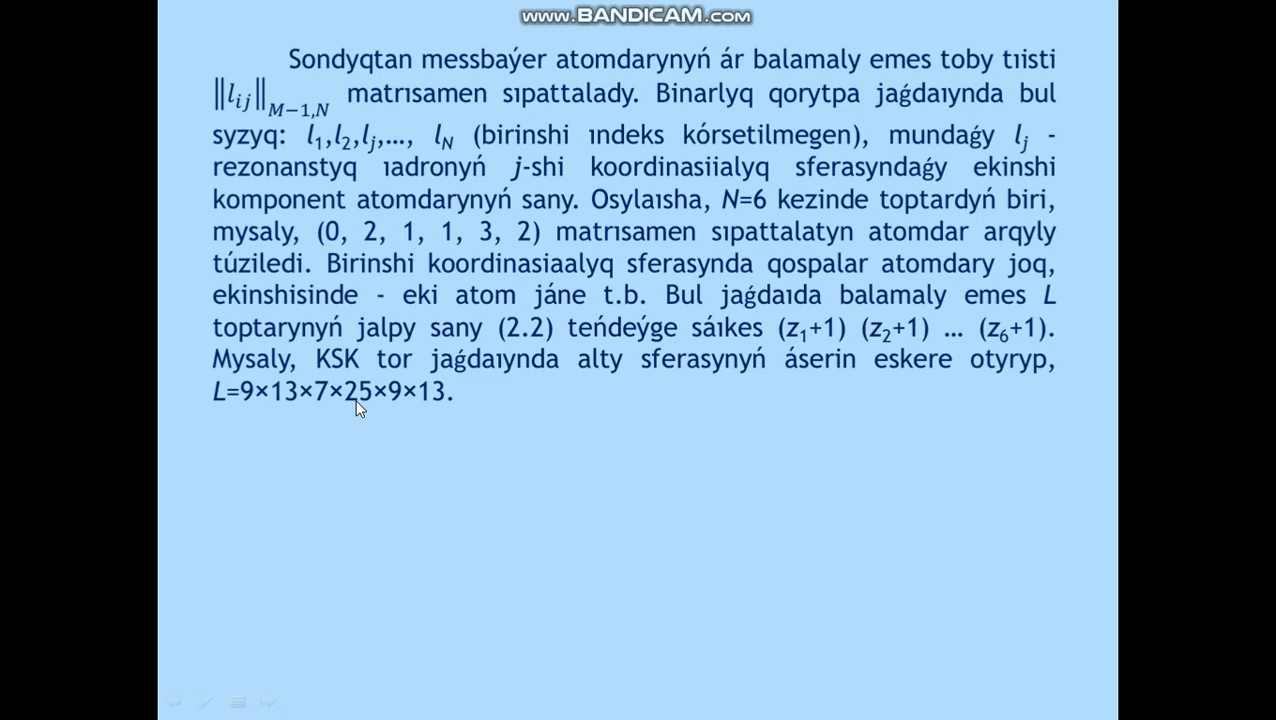 www.BANDICAM.com
Sondyqtan messbaýer atomdarynyń ár balamaly emes toby tıisti
‖l_ij‖_M−1,N matrısamen sıpattalady. Binarlyq qorytpa jaǵdaıynda bul
syzyq: l₁,l₂,l_j,…, l_N (birinshi ındeks kórsetilmegen), mundaǵy l_j -
rezonanstyq ıadronyń j-shi koordinasiialyq sferasyndaǵy ekinshi
komponent atomdarynyń sany. Osylaısha, N=6 kezinde toptardyń biri,
mysaly, (0, 2, 1, 1, 3, 2) matrısamen sıpattalatyn atomdar arqyly
túziledi. Birinshi koordinasiaalyq sferasynda qospalar atomdary joq,
ekinshisinde - eki atom jáne t.b. Bul jaǵdaıda balamaly emes L
toptarynyń jalpy sany (2.2) teńdeýge sáıkes (z₁+1) (z₂+1) … (z₆+1).
Mysaly, KSK tor jaǵdaıynda alty sferasynyń áserin eskere otyryp,
L=9×13×7×25×9×13.